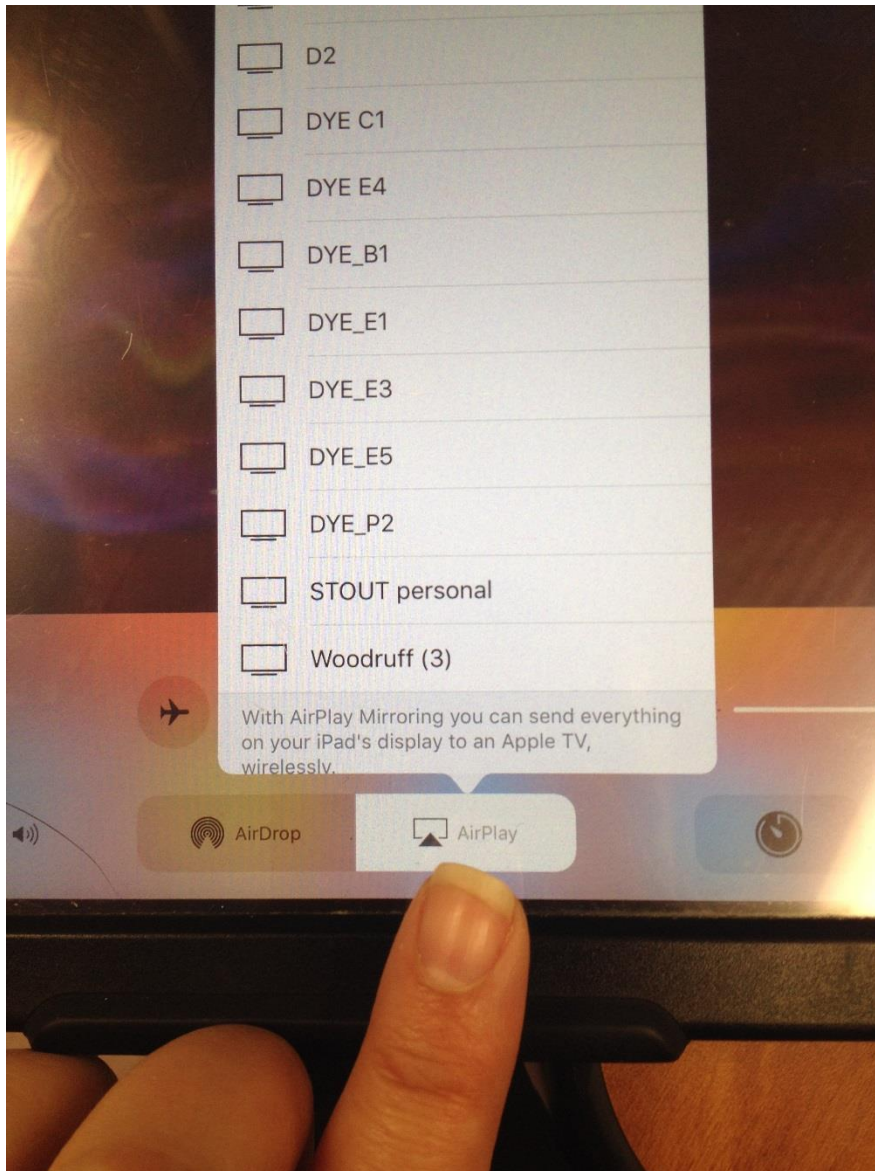 D2
DYE C1
DYE E4
DYE_B1
DYE_E1
DYE_E3
DYE_E5
DYE_P2
STOUT personal
Woodruff (3)
With AirPlay Mirroring you can send everything
on your iPad's display to an Apple TV,
wirelessly.
AirDrop
AirPlay